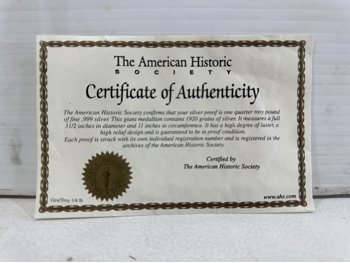 The American Historic
SOCIETY
Certificate of Authenticity
The American Historic Society confirms that your silver proof is one quarter troy pound
of fine .999 silver. This giant medallion contains 1920 grains of silver. It measures a full
3 1/2 inches in diameter and 11 inches in circumference. It has a high degree of luster, a
high relief design and is guaranteed to be in proof condition.
Each proof is struck with its own individual registration number and is registered in the
archives of the American Historic Society.
Certified by
The American Historic Society
www.ahs.com